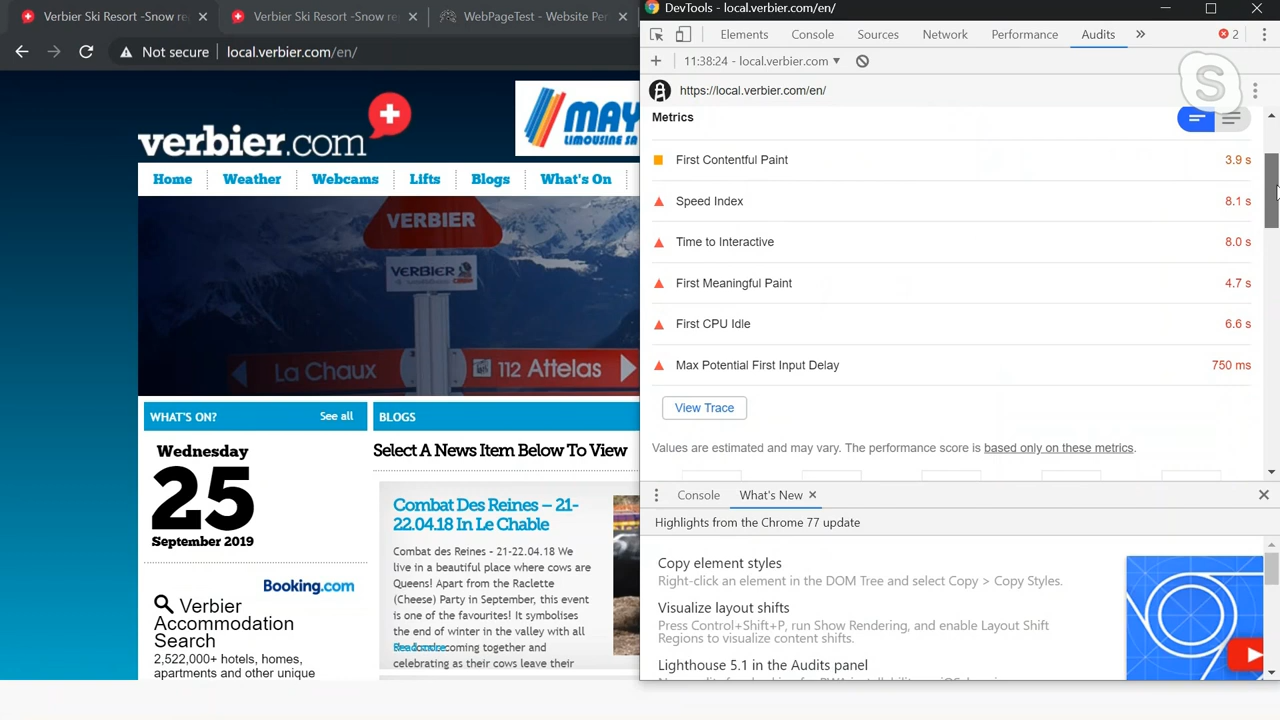 Verbier Ski Resort -Snow re
Verbier Ski Resort -Snow re
WebPageTest - Website Per
Not secure
local.verbier.com/en/
verbier.com
MAY
LIMOUSINE SA
Home
Weather
Webcams
Lifts
Blogs
What's On
VERBIER
VERBIER
La Chaux
112 Attelas
WHAT'S ON?
See all
BLOGS
Wednesday
25
September 2019
Select A News Item Below To View
Combat Des Reines – 21-
22.04.18 In Le Chable
Combat des Reines - 21-22.04.18 We
live in a beautiful place where cows are
Queens! Apart from the Raclette
(Cheese) Party in September, this event
is one of the favourites! It symbolises
the end of winter in the valley with all
coming together and
celebrating as their cows leave their
Booking.com
Verbier
Accommodation
Search
2,522,000+ hotels, homes,
apartments and other unique
DevTools - local.verbier.com/en/
Elements
Console
Sources
Network
Performance
Audits
2
11:38:24 - local.verbier.com
https://local.verbier.com/en/
S
Metrics
First Contentful Paint 3.9 s
Speed Index 8.1 s
Time to Interactive 8.0 s
First Meaningful Paint 4.7 s
First CPU Idle 6.6 s
Max Potential First Input Delay 750 ms
View Trace
Values are estimated and may vary. The performance score is based only on these metrics.
Console
What's New
Highlights from the Chrome 77 update
Copy element styles
Right-click an element in the DOM Tree and select Copy > Copy Styles.
Visualize layout shifts
Press Control+Shift+P, run Show Rendering, and enable Layout Shift
Regions to visualize content shifts.
Lighthouse 5.1 in the Audits panel